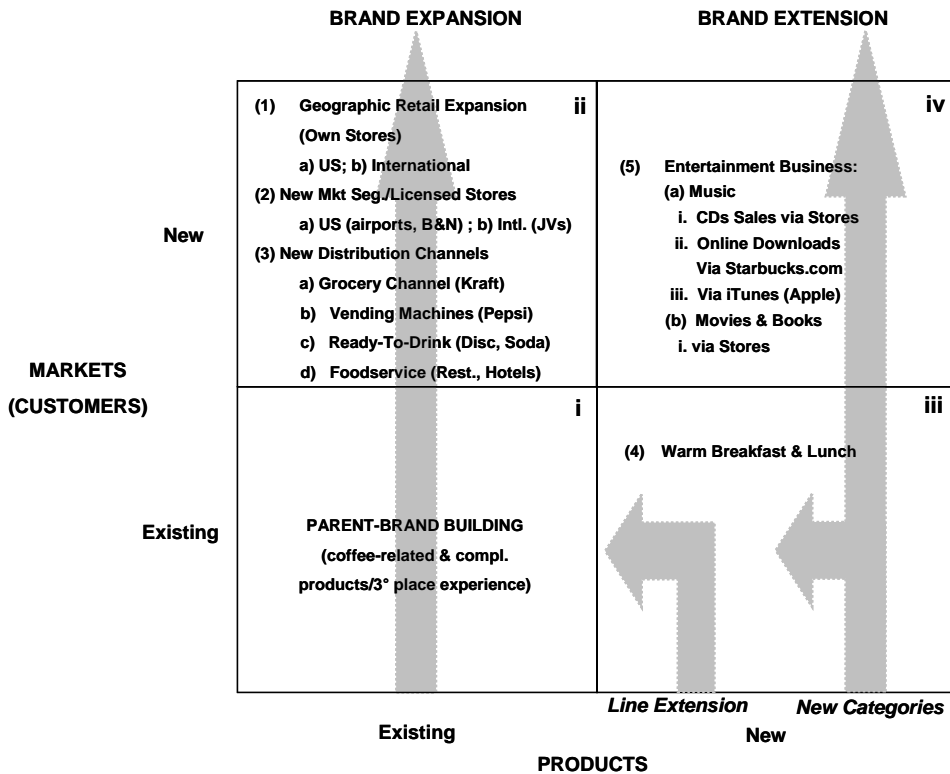 BRAND EXPANSION
BRAND EXTENSION
(1) Geographic Retail Expansion
(Own Stores)
a) US; b) International
(2) New Mkt Seg./Licensed Stores
a) US (airports, B&N) ; b) Intl. (JVs)
(3) New Distribution Channels
a) Grocery Channel (Kraft)
b) Vending Machines (Pepsi)
c) Ready-To-Drink (Disc, Soda)
d) Foodservice (Rest., Hotels)
ii
iv
(5) Entertainment Business:
(a) Music
i. CDs Sales via Stores
ii. Online Downloads
Via Starbucks.com
iii. Via iTunes (Apple)
(b) Movies & Books
i. via Stores
New
MARKETS
(CUSTOMERS)
Existing
i
PARENT-BRAND BUILDING
(coffee-related & compl.
products/3° place experience)
iii
(4) Warm Breakfast & Lunch
Line Extension
New Categories
Existing
New
PRODUCTS